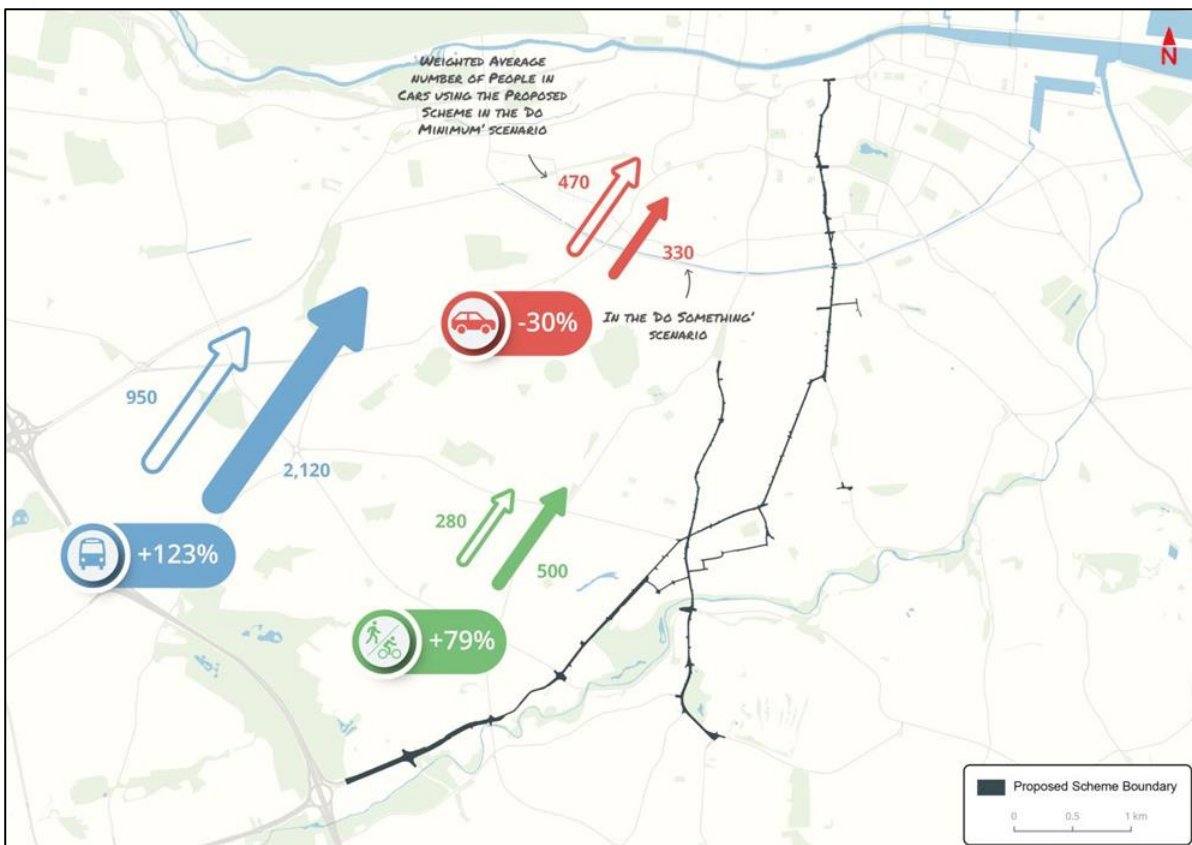 WEIGHTED AVERAGE
NUMBER OF PEOPLE IN
CARS USING THE PROPOSED
SCHEME IN THE 'DO
MINIMUM' SCENARIO
N
470
330
-30%
IN THE 'DO SOMETHING'
SCENARIO
950
2,120
+123%
280
500
+79%
Proposed Scheme Boundary
0 0.5 1 km